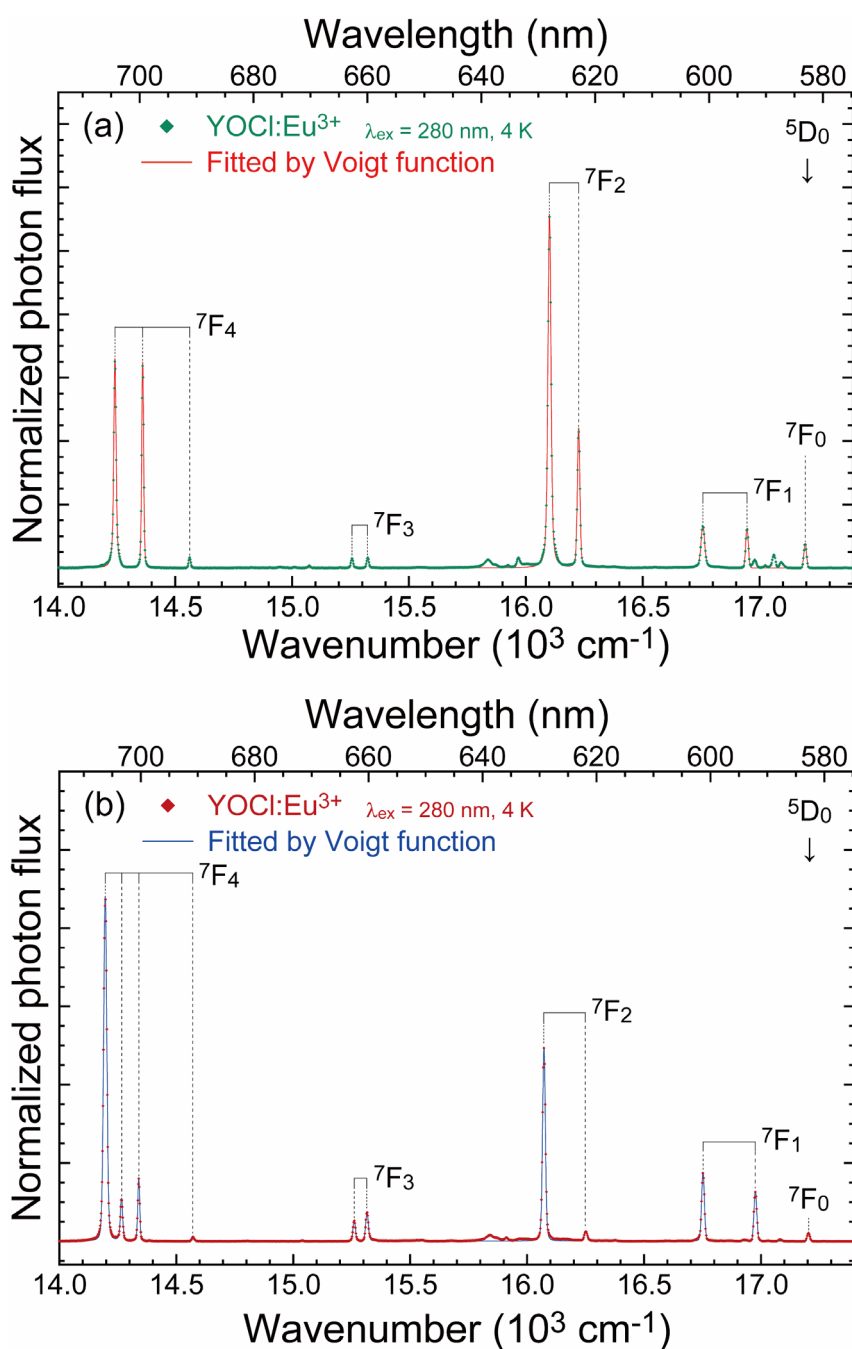 Wavelength (nm)
700 680 660 640 620 600 580
(a) YOCl:Eu³⁺ λex = 280 nm, 4 K
Fitted by Voigt function
⁵D₀
↓
⁷F₂
⁷F₄
⁷F₀
⁷F₁
⁷F₃
Normalized photon flux
14.0 14.5 15.0 15.5 16.0 16.5 17.0
Wavenumber (10³ cm⁻¹)
Wavelength (nm)
700 680 660 640 620 600 580
(b) YOCl:Eu³⁺ λex = 280 nm, 4 K
Fitted by Voigt function
⁵D₀
↓
⁷F₄
⁷F₂
⁷F₁
⁷F₃
⁷F₀
Normalized photon flux
14.0 14.5 15.0 15.5 16.0 16.5 17.0
Wavenumber (10³ cm⁻¹)